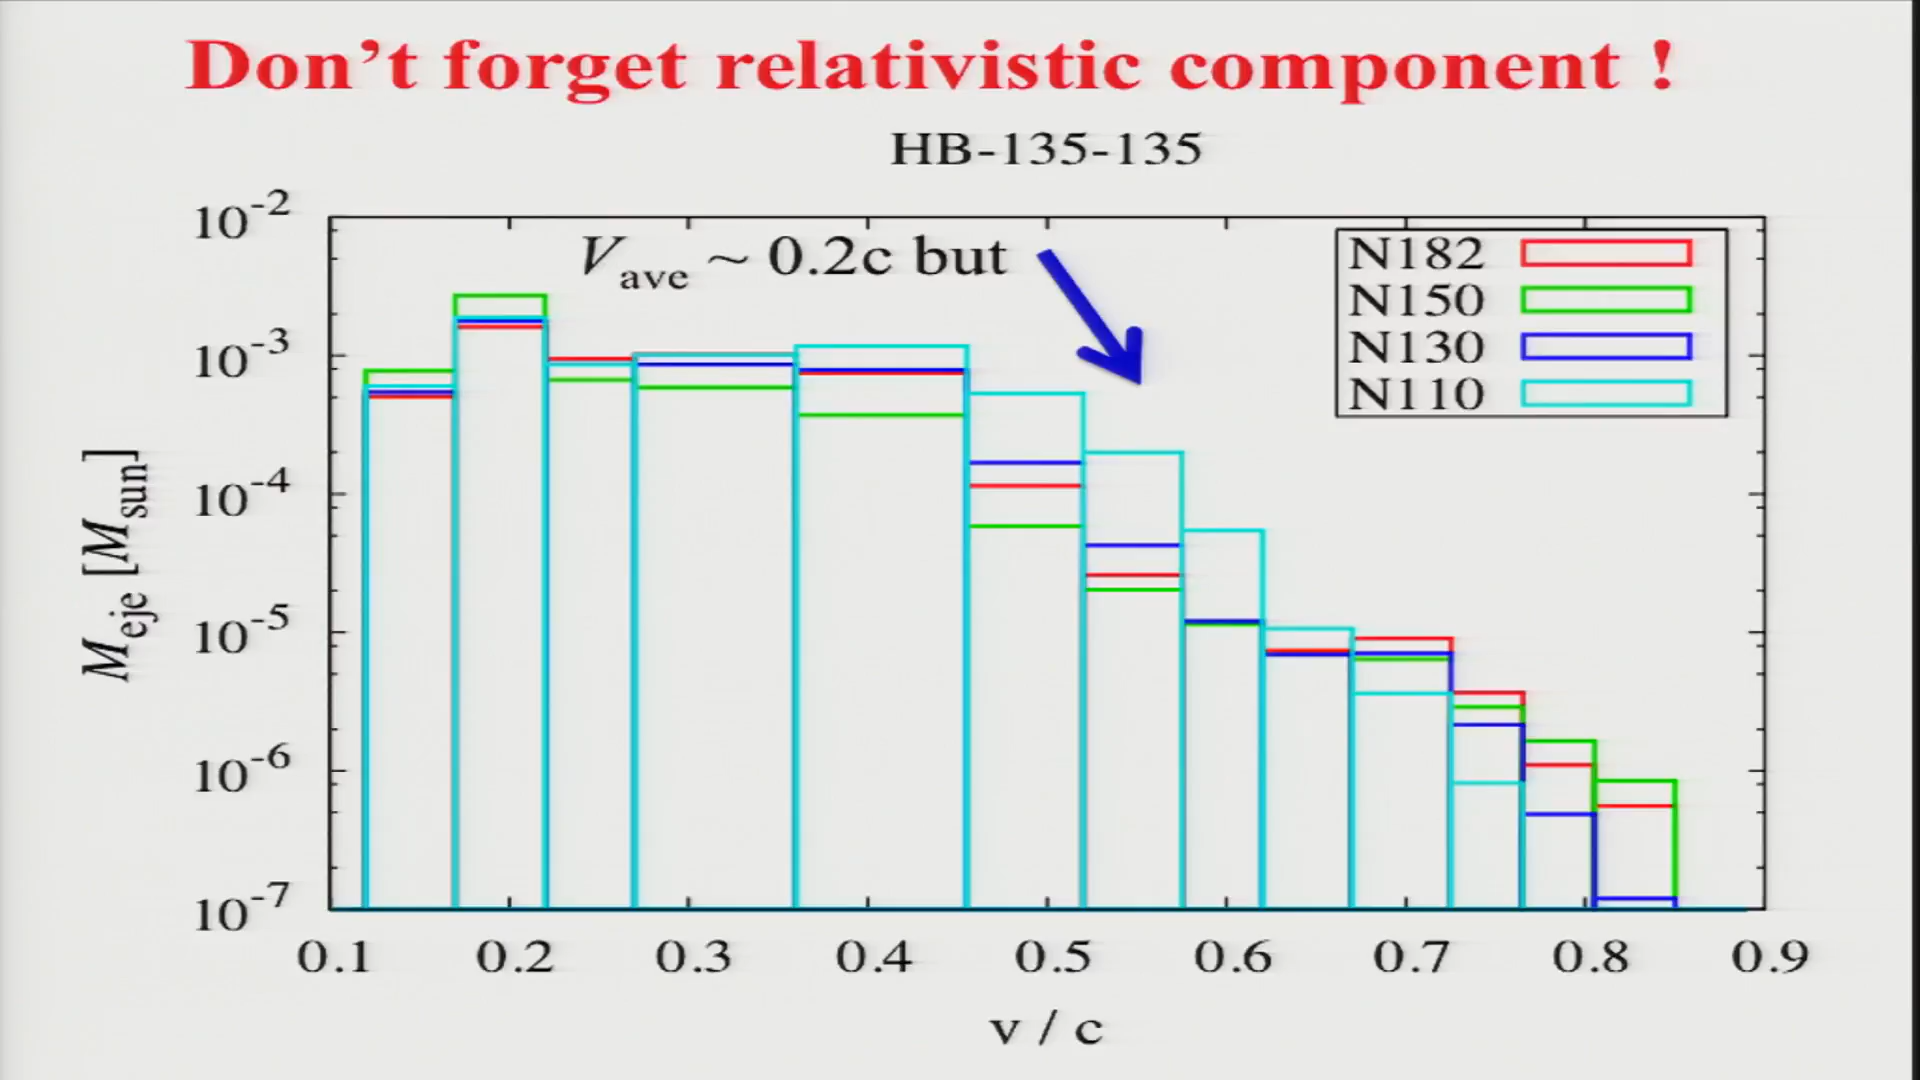 Don't forget relativistic component !
HB-135-135
V_ave ~ 0.2c but
N182
N150
N130
N110
10^-2
10^-3
10^-4
10^-5
10^-6
10^-7
M_eje [M_sun]
0.1 0.2 0.3 0.4 0.5 0.6 0.7 0.8 0.9
v / c